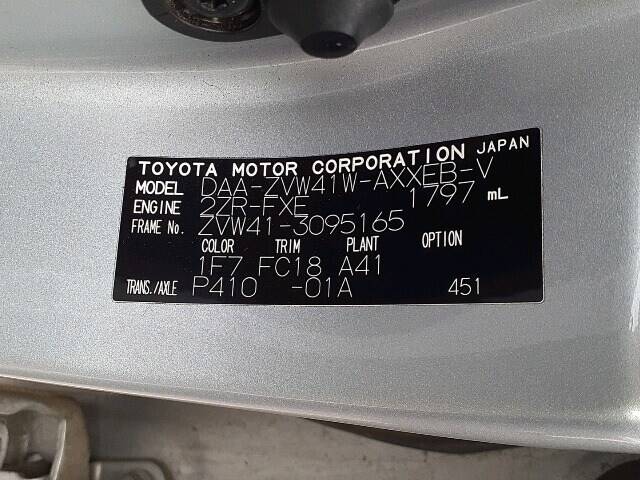 TOYOTA MOTOR CORPORATION JAPAN
MODEL DAA-ZVW41W-AXXEB-V
ENGINE 2ZR-FXE 1797 mL
FRAME No. ZVW41-3095165
COLOR TRIM PLANT OPTION
1F7 FC18 A41
TRANS./AXLE P410 -01A 451